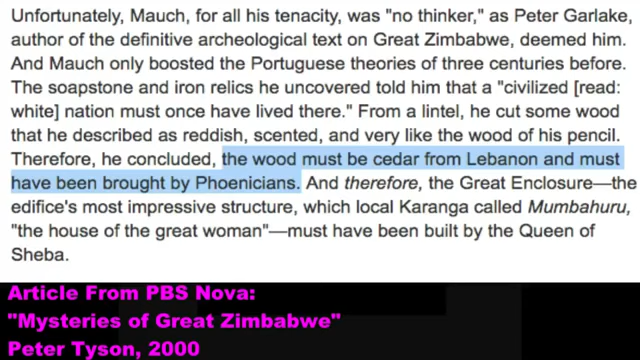 Unfortunately, Mauch, for all his tenacity, was "no thinker," as Peter Garlake,
author of the definitive archeological text on Great Zimbabwe, deemed him.
And Mauch only boosted the Portuguese theories of three centuries before.
The soapstone and iron relics he uncovered told him that a "civilized [read:
white] nation must once have lived there." From a lintel, he cut some wood
that he described as reddish, scented, and very like the wood of his pencil.
Therefore, he concluded, the wood must be cedar from Lebanon and must
have been brought by Phoenicians. And therefore, the Great Enclosure—the
edifice's most impressive structure, which local Karanga called Mumbahuru,
"the house of the great woman"—must have been built by the Queen of
Sheba.
Article From PBS Nova:
"Mysteries of Great Zimbabwe"
Peter Tyson, 2000